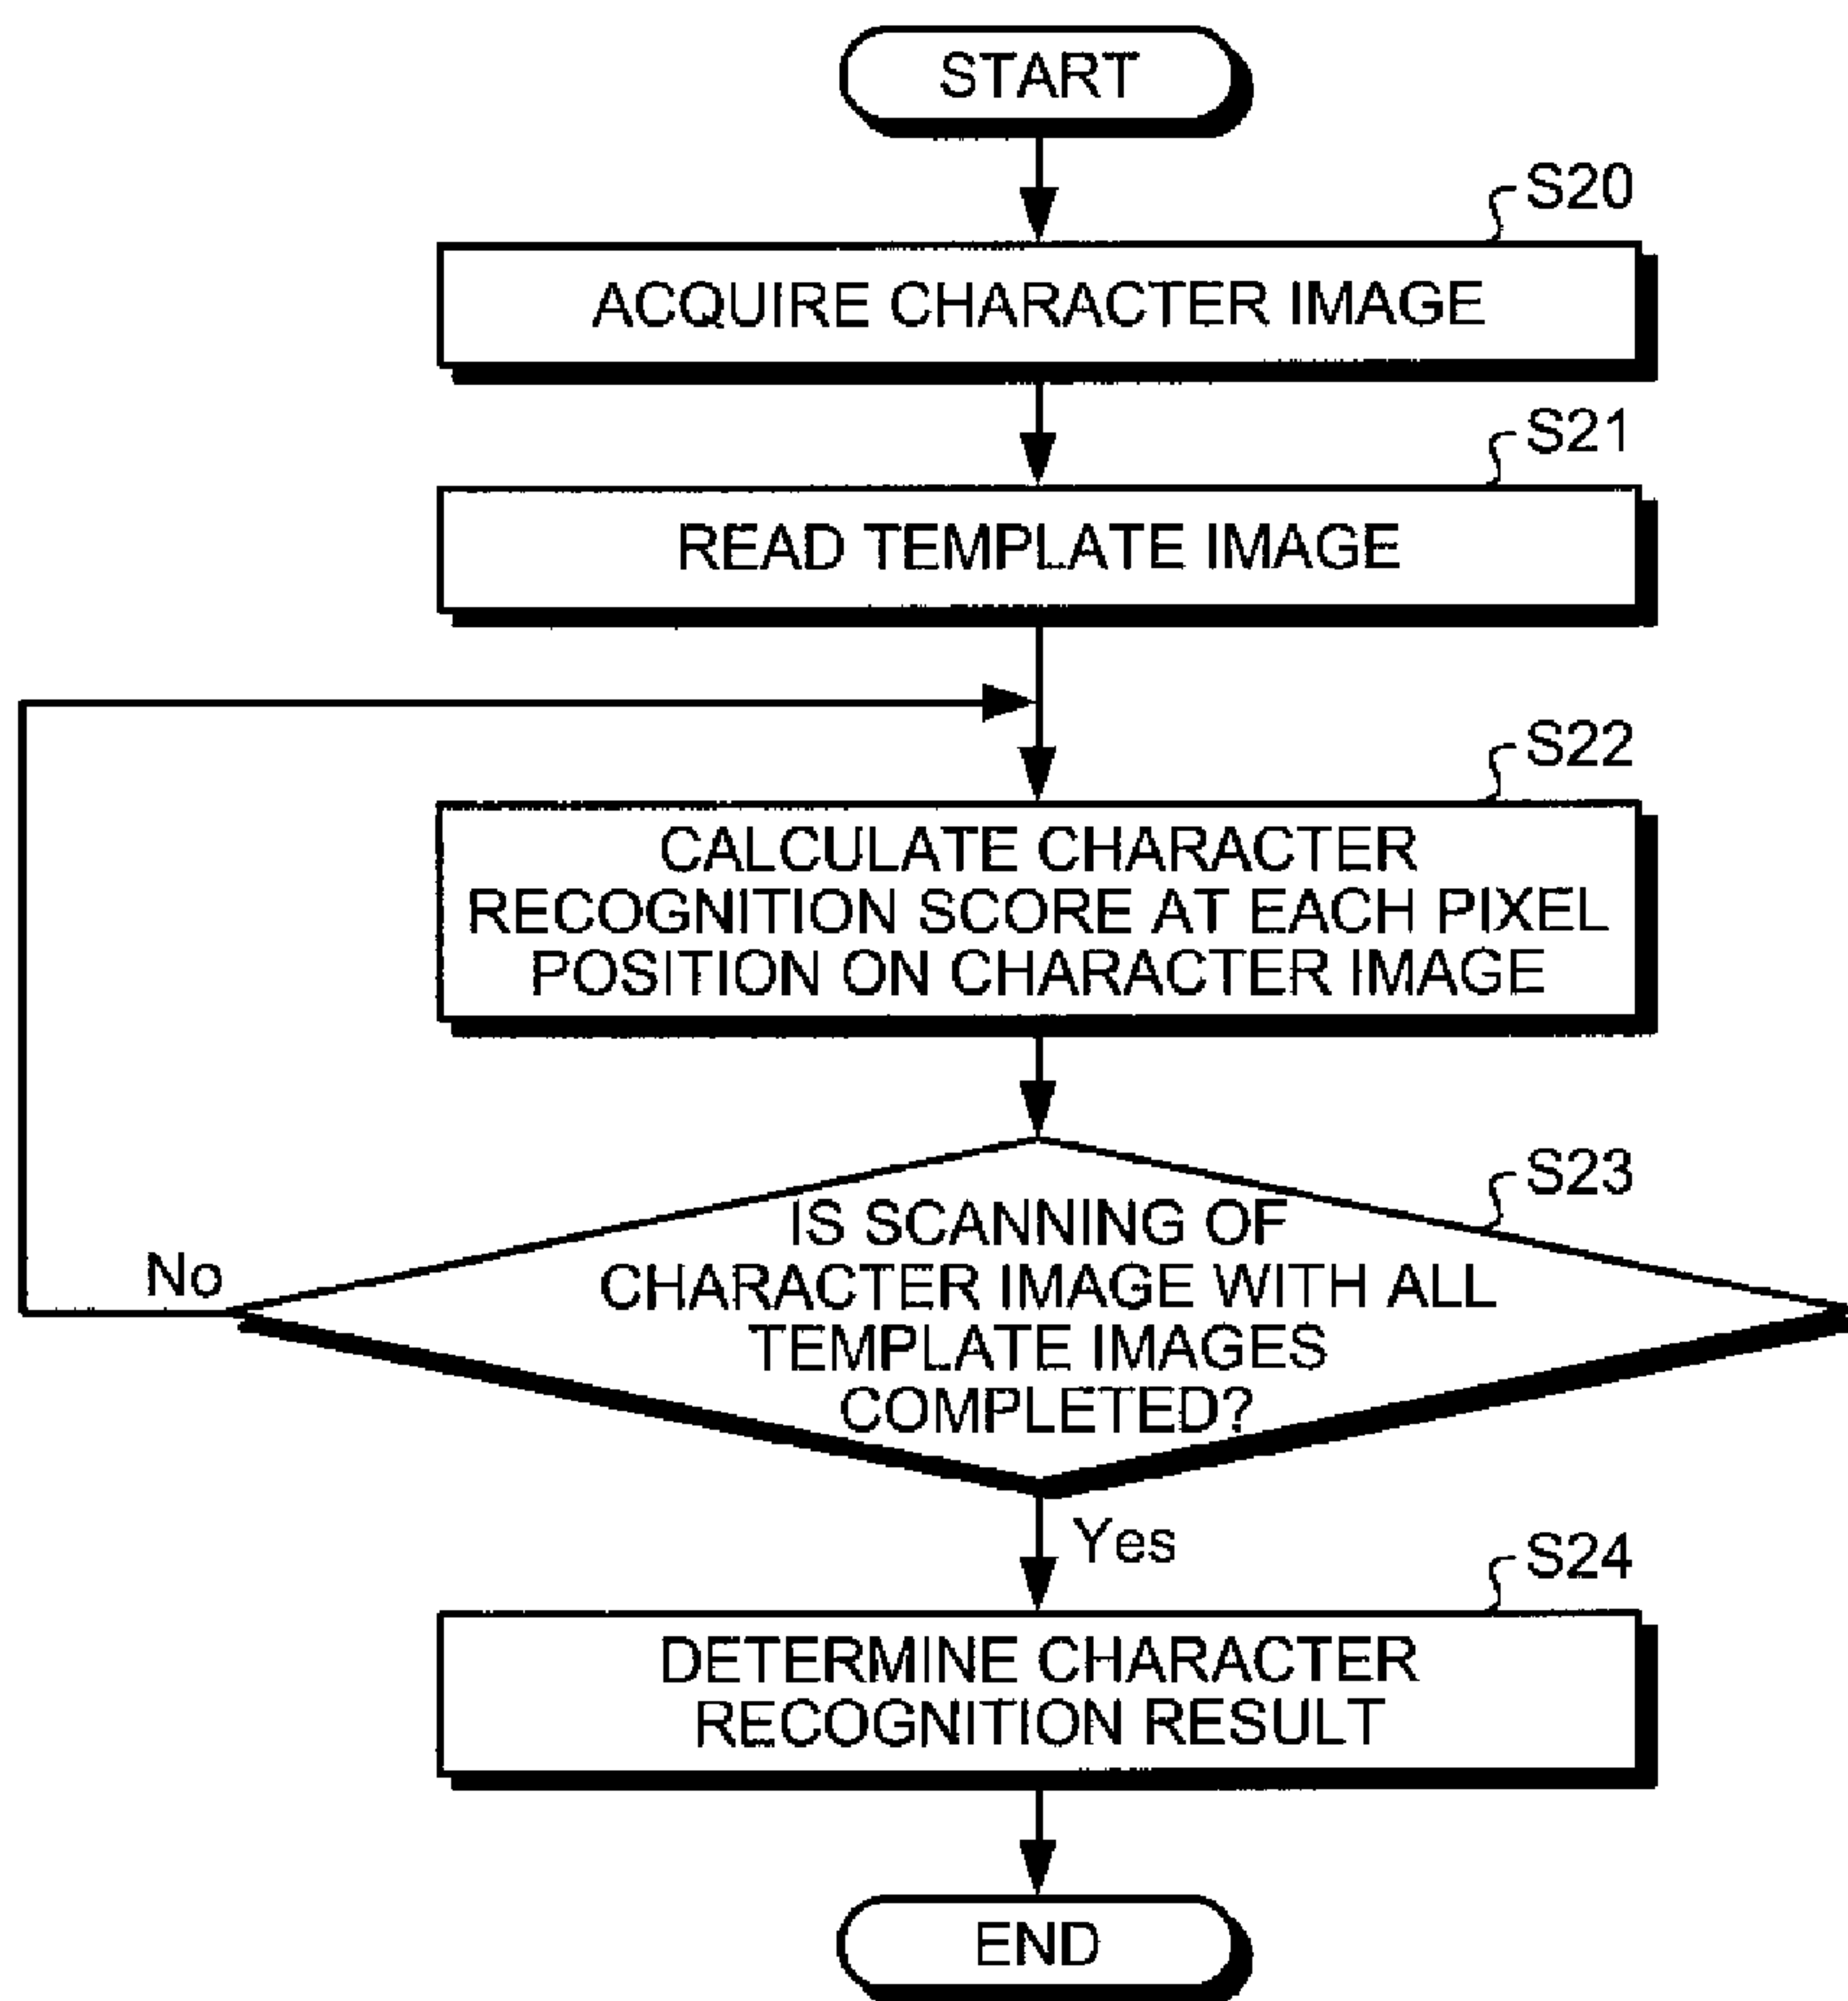 START
S20
ACQUIRE CHARACTER IMAGE
S21
READ TEMPLATE IMAGE
S22
CALCULATE CHARACTER
RECOGNITION SCORE AT EACH PIXEL
POSITION ON CHARACTER IMAGE
S23
IS SCANNING OF
CHARACTER IMAGE WITH ALL
TEMPLATE IMAGES
COMPLETED?
No
Yes
S24
DETERMINE CHARACTER
RECOGNITION RESULT
END